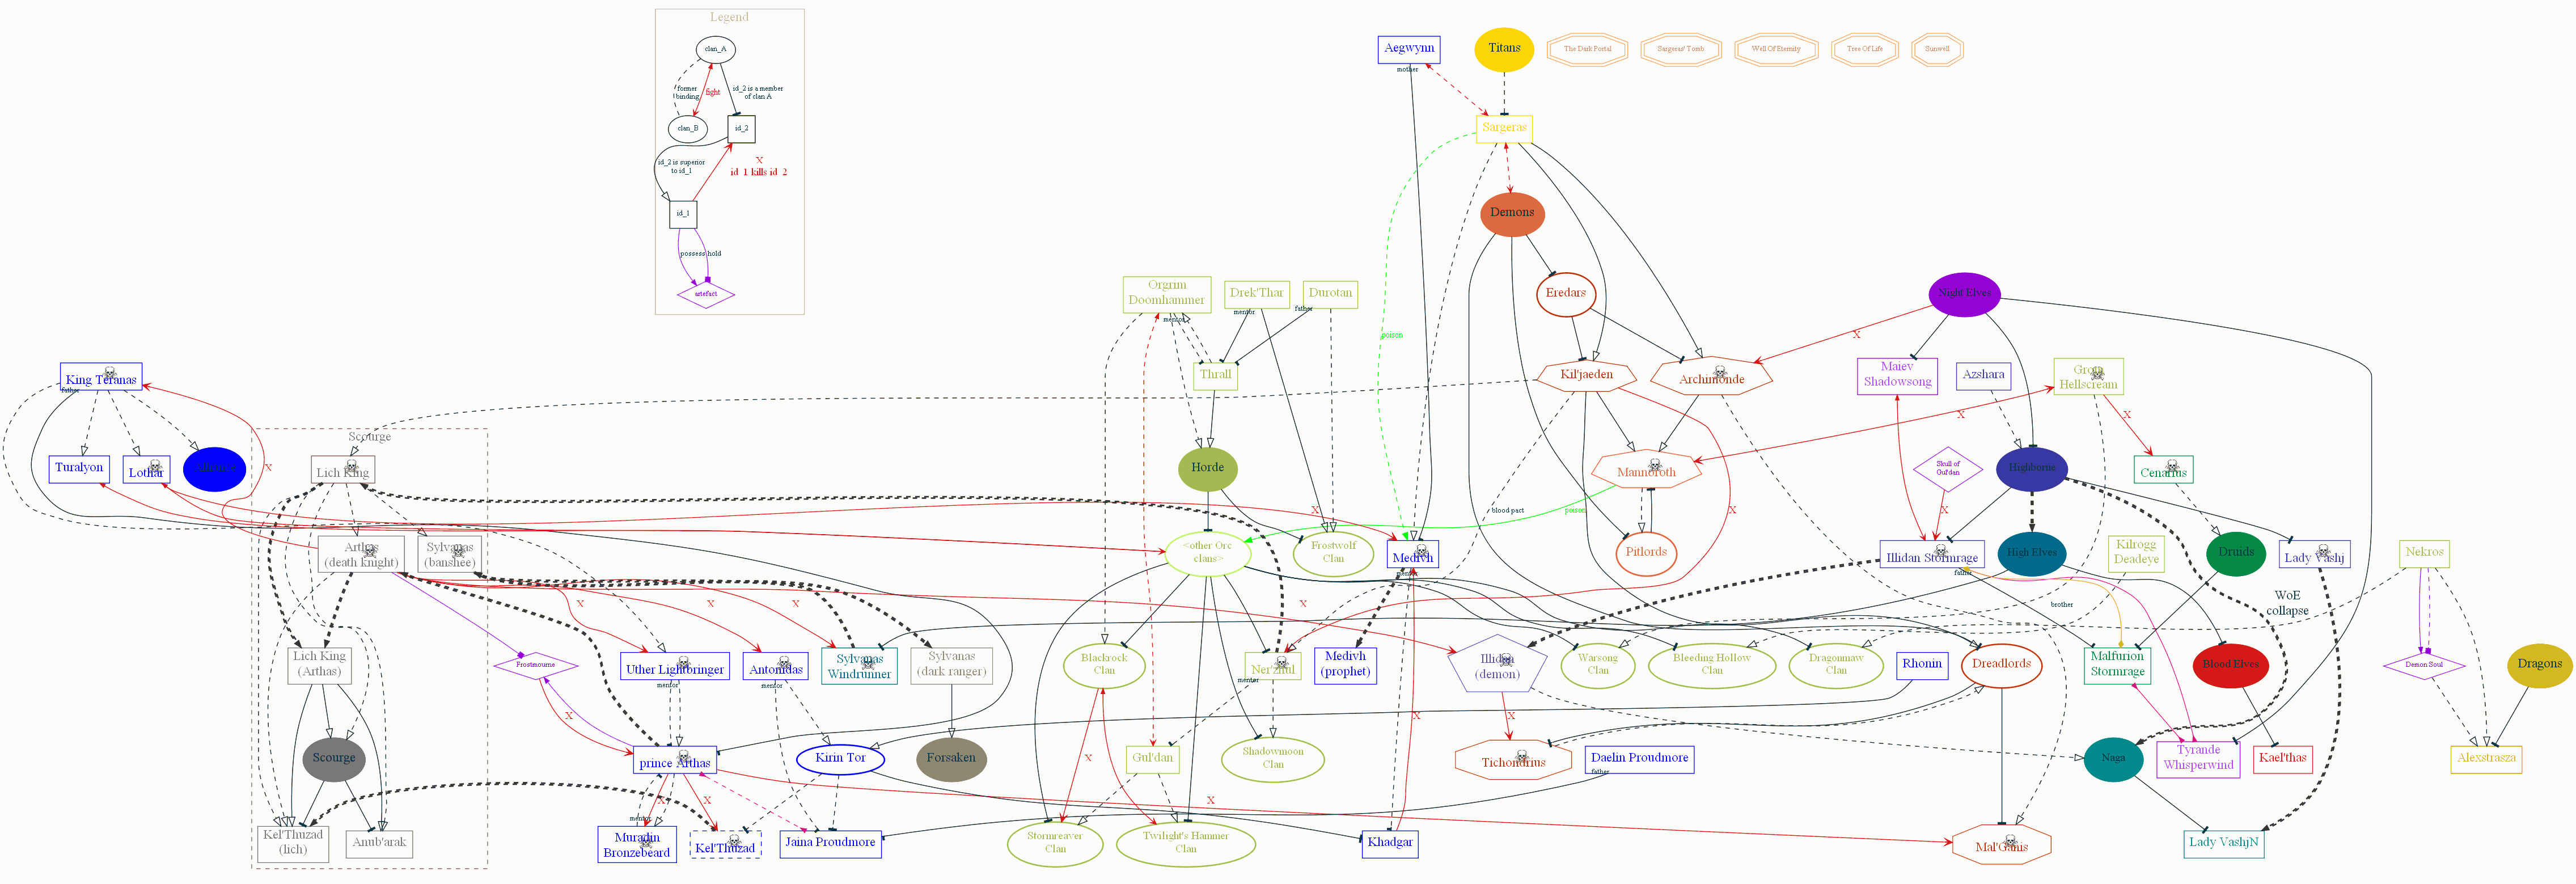 Legend
clan_A
former
binding
fight
id_2 is a member
of clan A
clan_B
id_2
id_2 is superior
to id_1
X
id_1 kills id_2
id_1
possess
hold
artefact
Aegwynn
mother
Titans
The Dark Portal
Sargeras' Tomb
Well Of Eternity
Tree Of Life
Sunwell
Sargeras
Demons
poison
Orgrim
Doomhammer
mentor
Drek'Thar
mentor
Durotan
father
Eredars
Night Elves
X
King Teranas
father
Thrall
Kil'jaeden
Archimonde
Maiev
Shadowsong
Azshara
Grom
Hellscream
X
X
Turalyon
Lothar
Alliance
X
Scourge
Lich King
Horde
Mannoroth
Skull of
Gul'dan
Highborne
Cenarius
X
blood pact
poison
X
X
Arthas
(death knight)
Sylvanas
(banshee)
<other Orc
clans>
Frostwolf
Clan
Medivh
mentor
Pitlords
Illidan Stormrage
father
High Elves
Kilrogg
Deadeye
Druids
Lady Vashj
Nekros
X
X
X
X
brother
WoE
collapse
Lich King
(Arthas)
Frostmourne
Uther Lightbringer
mentor
Antonidas
mentor
Sylvanas
Windrunner
Sylvanas
(dark ranger)
Blackrock
Clan
Ner'zhul
mentor
Medivh
(prophet)
Illidan
(demon)
Warsong
Clan
Bleeding Hollow
Clan
Dragonmaw
Clan
Rhonin
Dreadlords
Malfurion
Stormrage
Blood Elves
Demon Soul
Dragons
X
X
X
Scourge
prince Arthas
Kirin Tor
Forsaken
X
Gul'dan
Shadowmoon
Clan
Tichondrius
Daelin Proudmore
father
Naga
Tyrande
Whisperwind
Kael'thas
Alexstrasza
X
X
X
Kel'Thuzad
(lich)
Anub'arak
mentor
Muradin
Bronzebeard
Kel'Thuzad
Jaina Proudmore
Stormreaver
Clan
Twilight's Hammer
Clan
Khadgar
Mal'Ganis
Lady VashjN